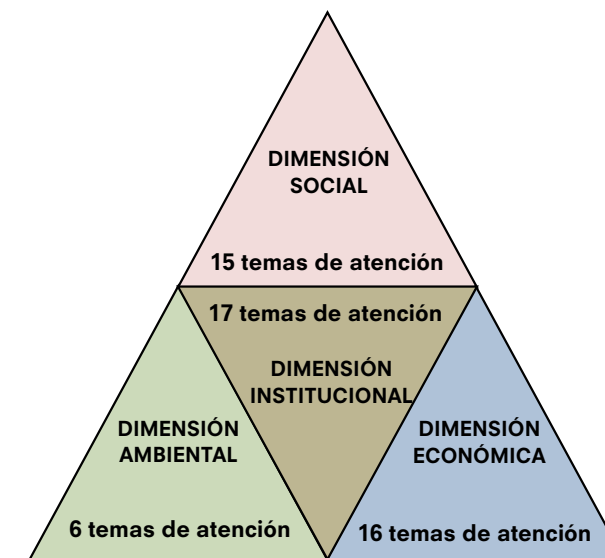 DIMENSIÓN
SOCIAL
15 temas de atención
17 temas de atención
DIMENSIÓN
INSTITUCIONAL
DIMENSIÓN
AMBIENTAL
6 temas de atención
DIMENSIÓN
ECONÓMICA
16 temas de atención